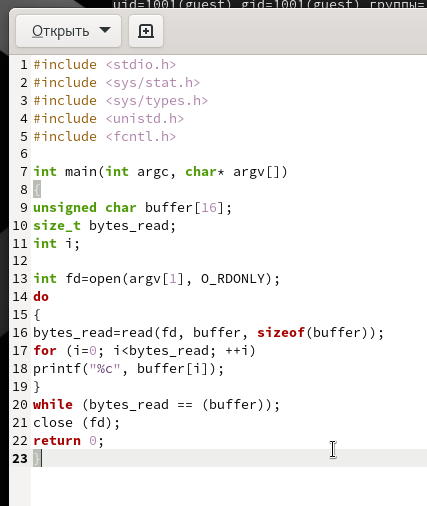 uid=1001(guest) gid=1001(guest) группы=
Открыть
1 #include <stdio.h>
2 #include <sys/stat.h>
3 #include <sys/types.h>
4 #include <unistd.h>
5 #include <fcntl.h>
6
7 int main(int argc, char* argv[])
8 {
9 unsigned char buffer[16];
10 size_t bytes_read;
11 int i;
12
13 int fd=open(argv[1], O_RDONLY);
14 do
15 {
16 bytes_read=read(fd, buffer, sizeof(buffer));
17 for (i=0; i<bytes_read; ++i)
18 printf("%c", buffer[i]);
19 }
20 while (bytes_read == (buffer));
21 close (fd);
22 return 0;
23 }